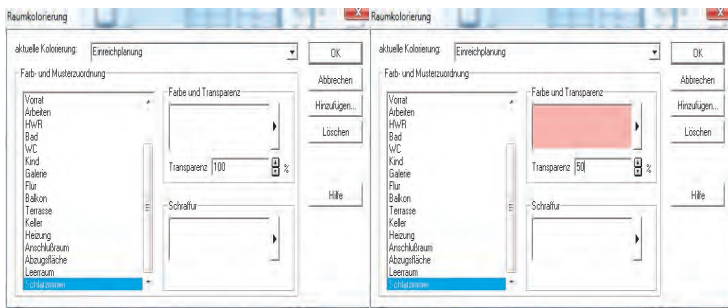 Raumkolorierung
aktuelle Kolorierung: Einreichplanung
OK
Farb- und Musterzuordnung
Abbrechen
Farbe und Transparenz
Hinzufügen...
Löschen
Vorrat
Arbeiten
HWR
Bad
WC
Kind
Galerie
Flur
Balkon
Terrasse
Keller
Heizung
Anschlußraum
Abzugsfläche
Leerraum
Schlafzimmer
Transparenz 100 %
Hilfe
Schraffur
Raumkolorierung
aktuelle Kolorierung: Einreichplanung
OK
Farb- und Musterzuordnung
Abbrechen
Farbe und Transparenz
Hinzufügen...
Löschen
Vorrat
Arbeiten
HWR
Bad
WC
Kind
Galerie
Flur
Balkon
Terrasse
Keller
Heizung
Anschlußraum
Abzugsfläche
Leerraum
Schlafzimmer
Transparenz 50 %
Hilfe
Schraffur